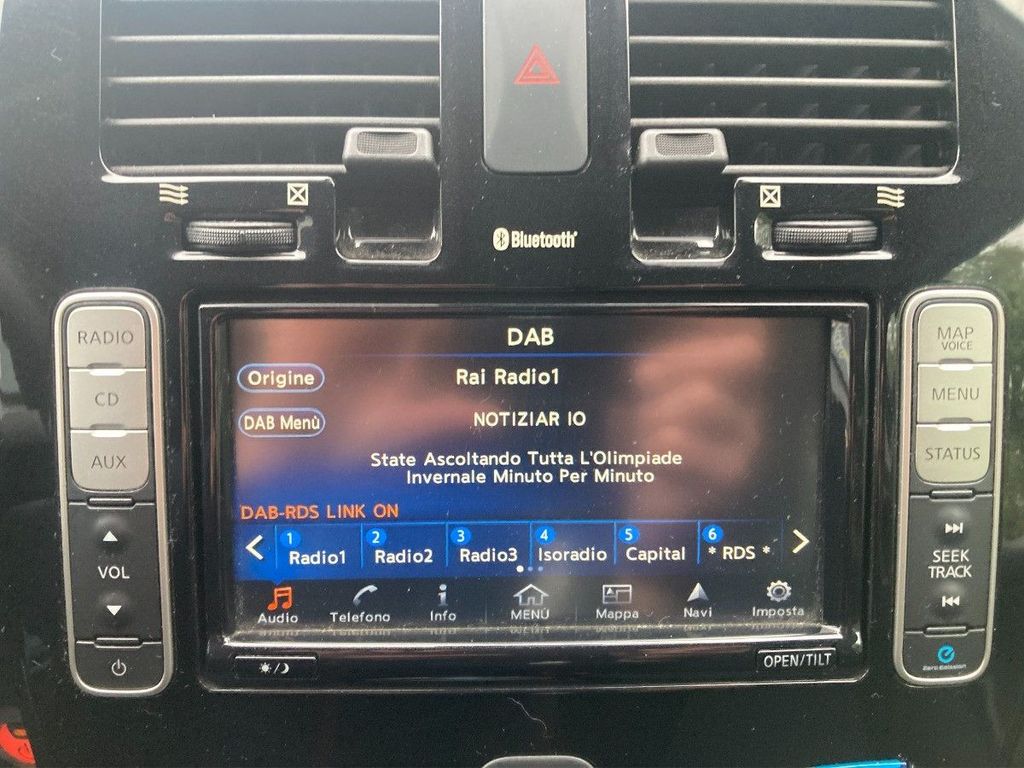 Bluetooth
RADIO
CD
AUX
VOL
MAP
VOICE
MENU
STATUS
SEEK
TRACK
Zero Emission
DAB
Origine
Rai Radio1
DAB Menù
NOTIZIAR IO
State Ascoltando Tutta L'Olimpiade
Invernale Minuto Per Minuto
DAB-RDS LINK ON
1 Radio1 2 Radio2 3 Radio3 4 Isoradio 5 Capital 6 * RDS *
Audio Telefono Info MENU Mappa Navi Imposta
OPEN/TILT